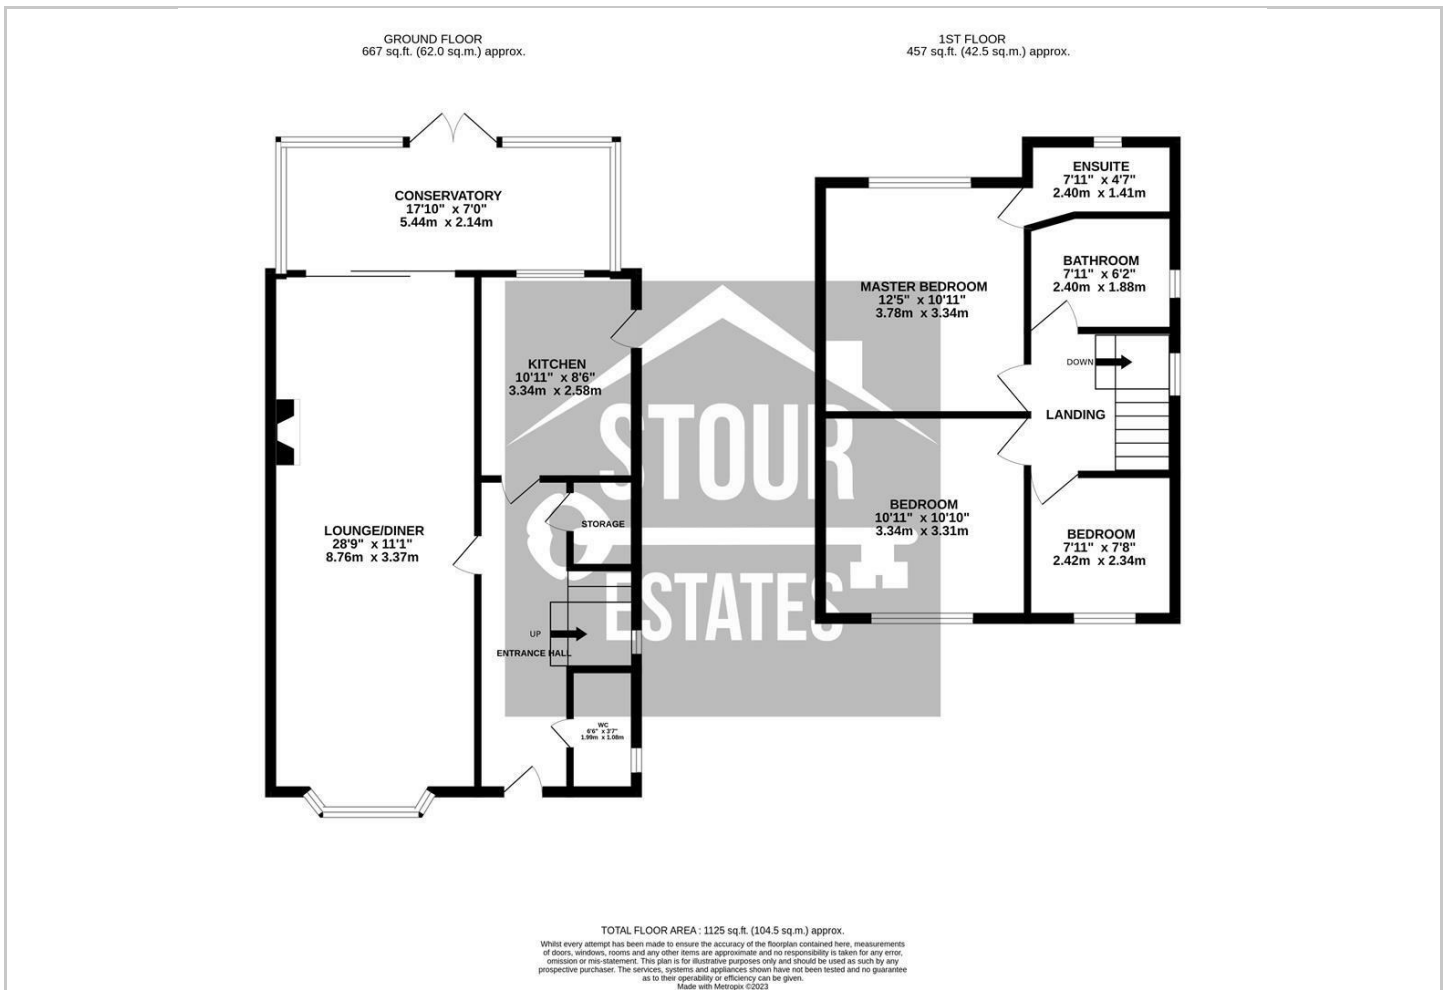 GROUND FLOOR
667 sq.ft. (62.0 sq.m.) approx.
1ST FLOOR
457 sq.ft. (42.5 sq.m.) approx.
CONSERVATORY
17'10" x 7'0"
5.44m x 2.14m
KITCHEN
10'11" x 8'6"
3.34m x 2.58m
LOUNGE/DINER
28'9" x 11'1"
8.76m x 3.37m
STORAGE
UP
ENTRANCE HALL
WC
6'6" x 3'7"
1.99m x 1.08m
ENSUITE
7'11" x 4'7"
2.40m x 1.41m
BATHROOM
7'11" x 6'2"
2.40m x 1.88m
MASTER BEDROOM
12'5" x 10'11"
3.78m x 3.34m
DOWN
LANDING
BEDROOM
10'11" x 10'10"
3.34m x 3.31m
BEDROOM
7'11" x 7'8"
2.42m x 2.34m
STOUR
ESTATES
TOTAL FLOOR AREA : 1125 sq.ft. (104.5 sq.m.) approx.
Whilst every attempt has been made to ensure the accuracy of the floorplan contained here, measurements
of doors, windows, rooms and any other items are approximate and no responsibility is taken for any error,
omission or mis-statement. This plan is for illustrative purposes only and should be used as such by any
prospective purchaser. The services, systems and appliances shown have not been tested and no guarantee
as to their operability or efficiency can be given.
Made with Metropix ©2023